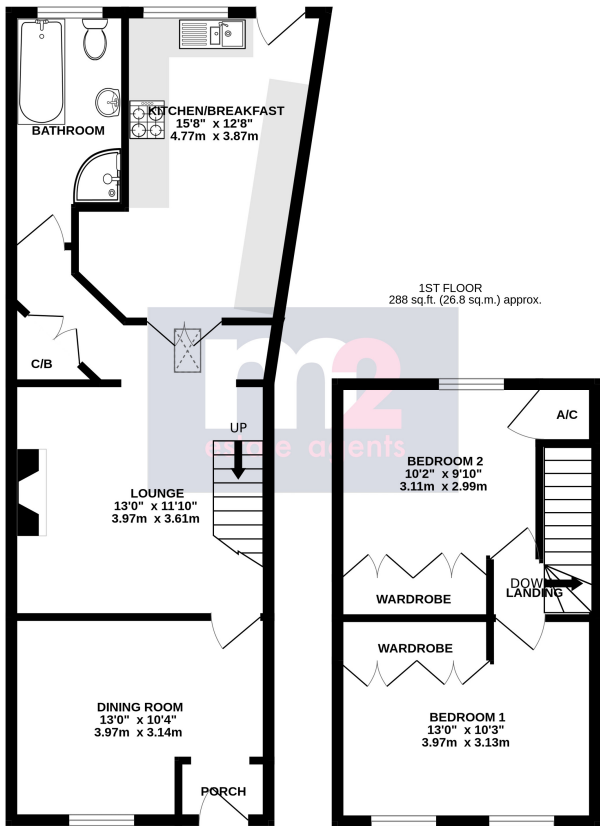 BATHROOM
KITCHEN/BREAKFAST
15'8" x 12'8"
4.77m x 3.87m
C/B
m2
estate agents
UP
LOUNGE
13'0" x 11'10"
3.97m x 3.61m
DINING ROOM
13'0" x 10'4"
3.97m x 3.14m
PORCH
1ST FLOOR
288 sq.ft. (26.8 sq.m.) approx.
A/C
BEDROOM 2
10'2" x 9'10"
3.11m x 2.99m
WARDROBE
DOW
LANDING
WARDROBE
BEDROOM 1
13'0" x 10'3"
3.97m x 3.13m